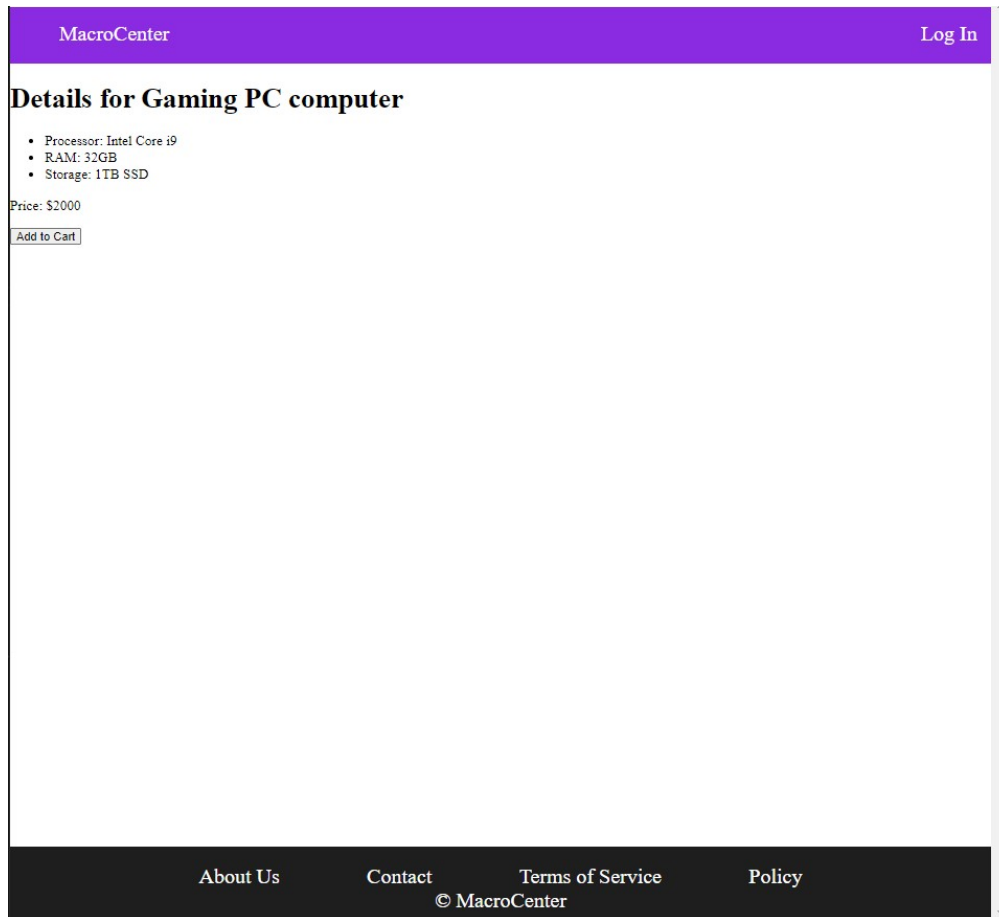 MacroCenter Log In
Details for Gaming PC computer
Processor: Intel Core i9
RAM: 32GB
Storage: 1TB SSD
Price: $2000
Add to Cart
About Us Contact Terms of Service Policy
© MacroCenter